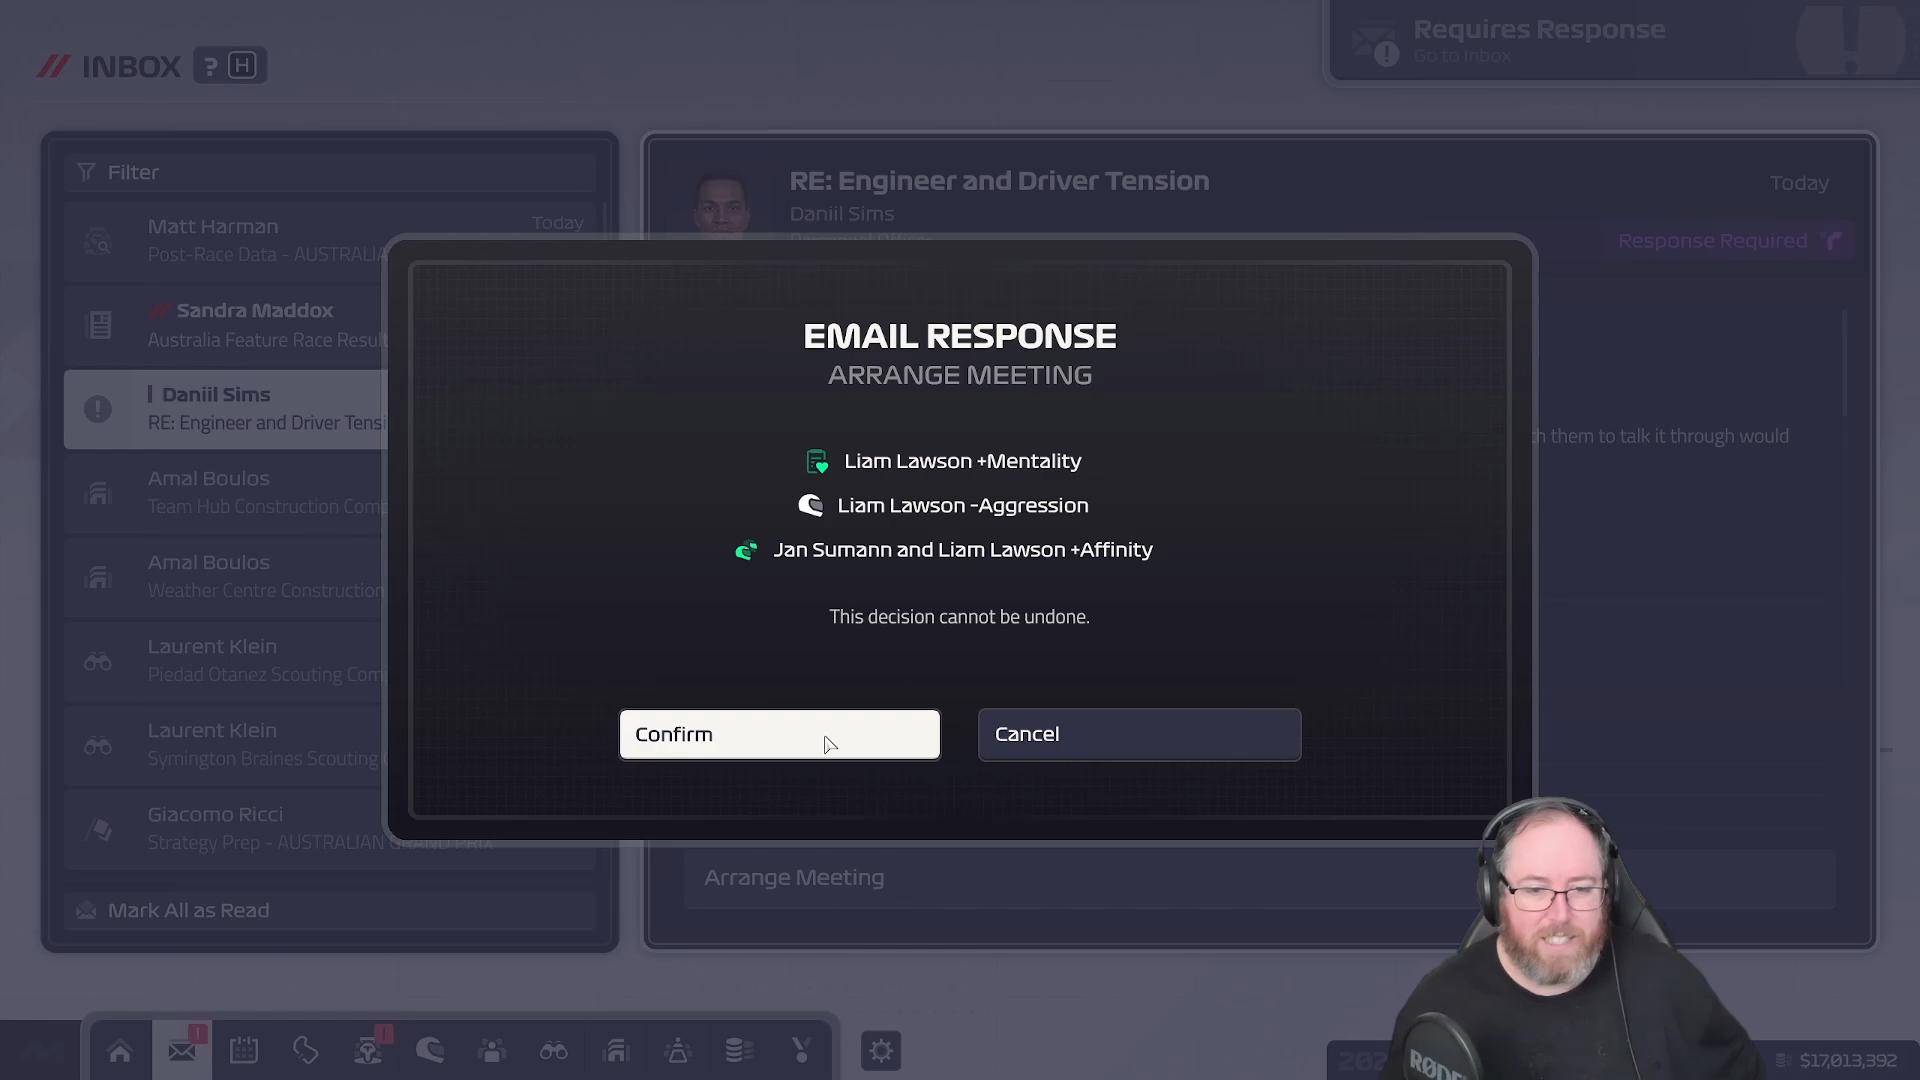 INBOX ? H
Requires Response
Go to Inbox
Filter
Matt Harman
Today
Post-Race Data - AUSTRALIA
Sandra Maddox
Australia Feature Race Result
Daniil Sims
RE: Engineer and Driver Tensi
Amal Boulos
Team Hub Construction Comp
Amal Boulos
Weather Centre Construction
Laurent Klein
Piedad Otanez Scouting Comp
Laurent Klein
Symington Braines Scouting C
Giacomo Ricci
Strategy Prep - AUSTRALIAN GRAND PRIX
Mark All as Read
RE: Engineer and Driver Tension
Today
Daniil Sims
Response Required
h them to talk it through would
EMAIL RESPONSE
ARRANGE MEETING
Liam Lawson +Mentality
Liam Lawson -Aggression
Jan Sumann and Liam Lawson +Affinity
This decision cannot be undone.
Confirm
Cancel
Arrange Meeting
RØDE
$17,013,392